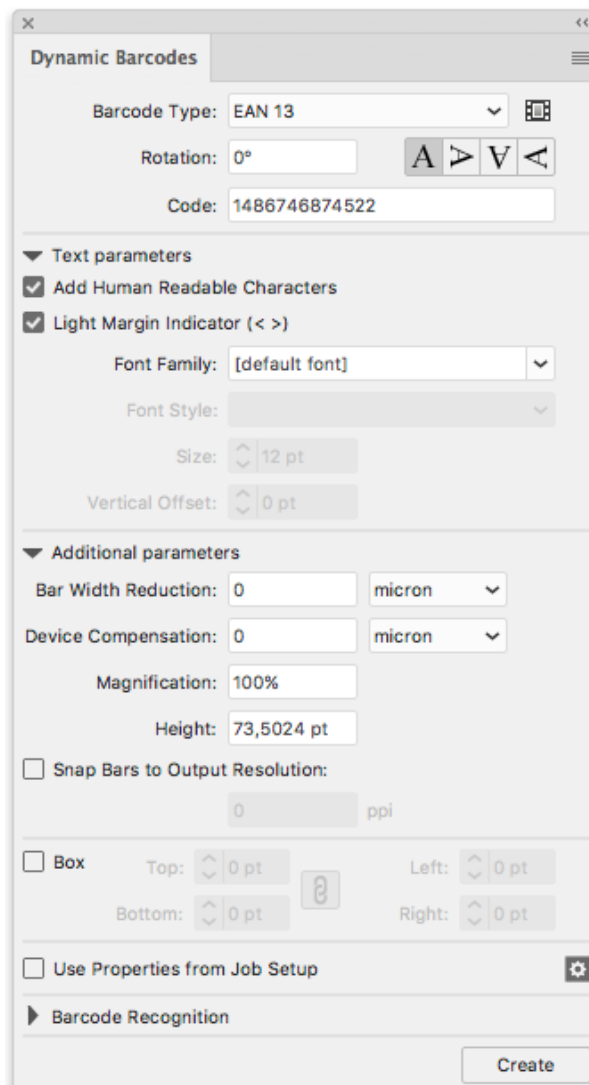 Dynamic Barcodes
Barcode Type: EAN 13
Rotation: 0° A A A A
Code: 1486746874522
Text parameters
Add Human Readable Characters
Light Margin Indicator (< >)
Font Family: [default font]
Font Style:
Size: 12 pt
Vertical Offset: 0 pt
Additional parameters
Bar Width Reduction: 0 micron
Device Compensation: 0 micron
Magnification: 100%
Height: 73,5024 pt
Snap Bars to Output Resolution:
0 ppi
Box Top: 0 pt Left: 0 pt
Bottom: 0 pt Right: 0 pt
Use Properties from Job Setup
Barcode Recognition
Create